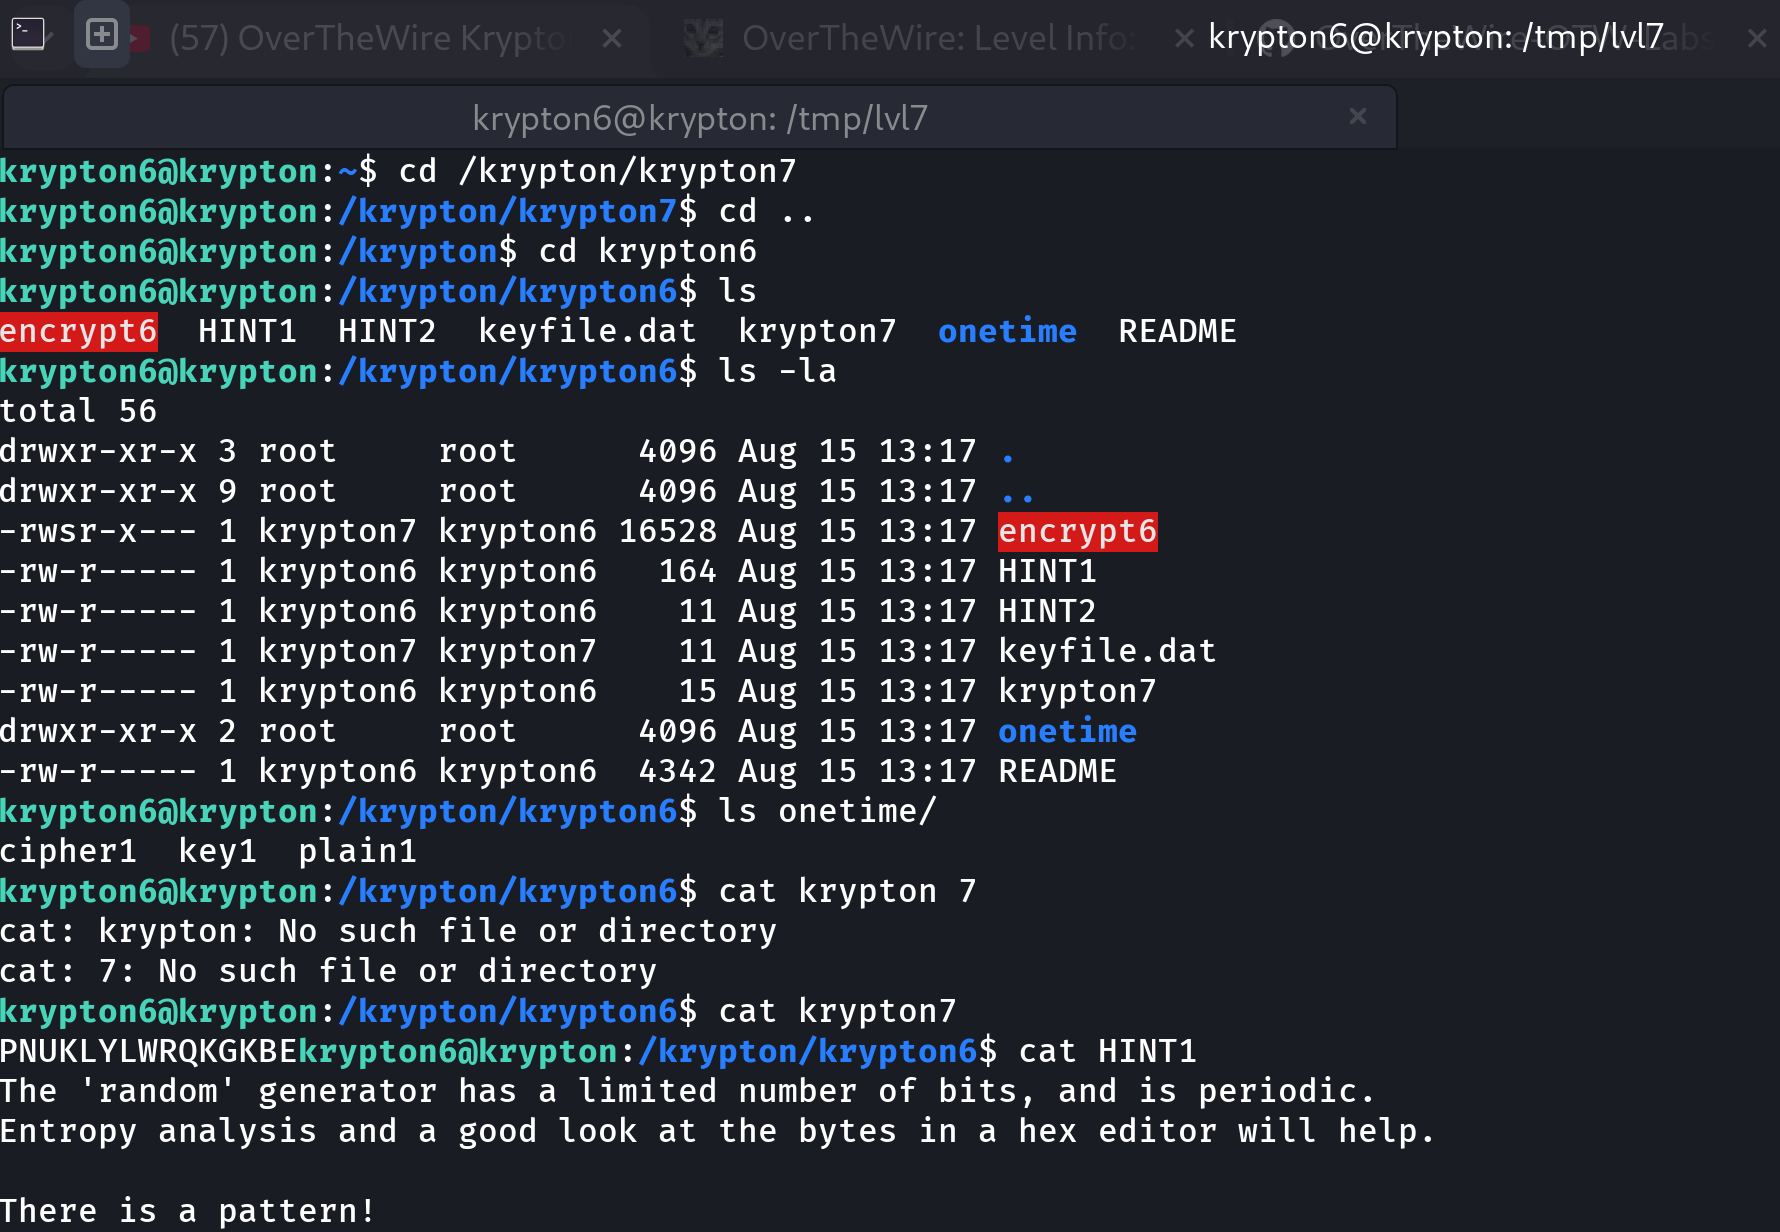 (57) OverTheWire Krypto
OverTheWire: Level Info:
krypton6@krypton: /tmp/lvl7
krypton6@krypton: /tmp/lvl7
krypton6@krypton:~$ cd /krypton/krypton7
krypton6@krypton:/krypton/krypton7$ cd ..
krypton6@krypton:/krypton$ cd krypton6
krypton6@krypton:/krypton/krypton6$ ls
encrypt6  HINT1  HINT2  keyfile.dat  krypton7  onetime  README
krypton6@krypton:/krypton/krypton6$ ls -la
total 56
drwxr-xr-x 3 root     root      4096 Aug 15 13:17 .
drwxr-xr-x 9 root     root      4096 Aug 15 13:17 ..
-rwsr-x--- 1 krypton7 krypton6 16528 Aug 15 13:17 encrypt6
-rw-r----- 1 krypton6 krypton6   164 Aug 15 13:17 HINT1
-rw-r----- 1 krypton6 krypton6    11 Aug 15 13:17 HINT2
-rw-r----- 1 krypton7 krypton7    11 Aug 15 13:17 keyfile.dat
-rw-r----- 1 krypton6 krypton6    15 Aug 15 13:17 krypton7
drwxr-xr-x 2 root     root      4096 Aug 15 13:17 onetime
-rw-r----- 1 krypton6 krypton6  4342 Aug 15 13:17 README
krypton6@krypton:/krypton/krypton6$ ls onetime/
cipher1  key1  plain1
krypton6@krypton:/krypton/krypton6$ cat krypton 7
cat: krypton: No such file or directory
cat: 7: No such file or directory
krypton6@krypton:/krypton/krypton6$ cat krypton7
PNUKLYLWRQKGKBEkrypton6@krypton:/krypton/krypton6$ cat HINT1
The 'random' generator has a limited number of bits, and is periodic.
Entropy analysis and a good look at the bytes in a hex editor will help.
There is a pattern!